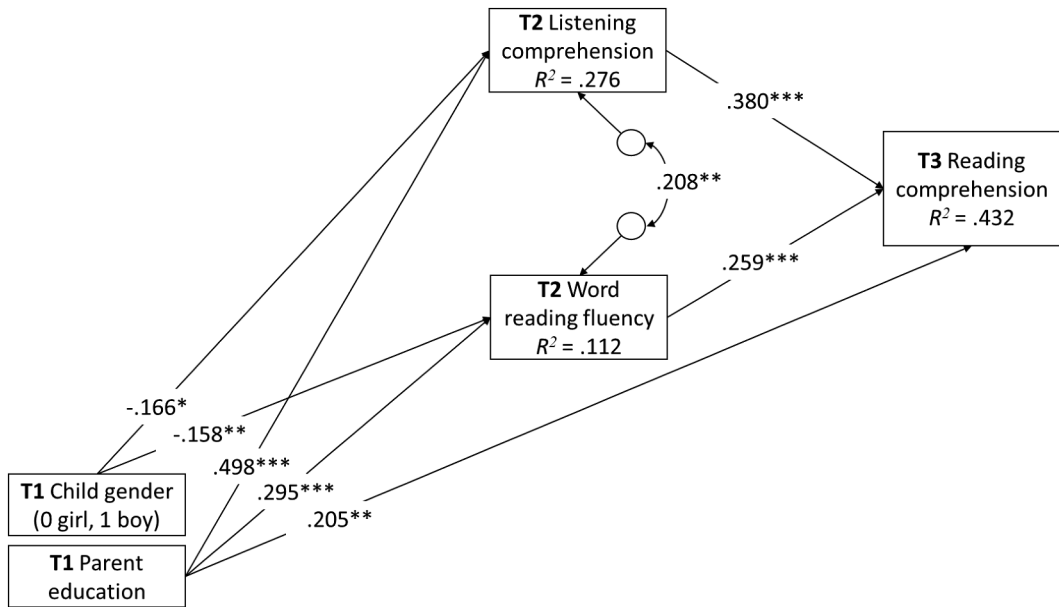 T2 Listening
comprehension
R² = .276
.380***
T3 Reading
comprehension
R² = .432
.208**
.259***
T2 Word
reading fluency
R² = .112
-.166*
-.158**
.498***
.295***
.205**
T1 Child gender
(0 girl, 1 boy)
T1 Parent
education